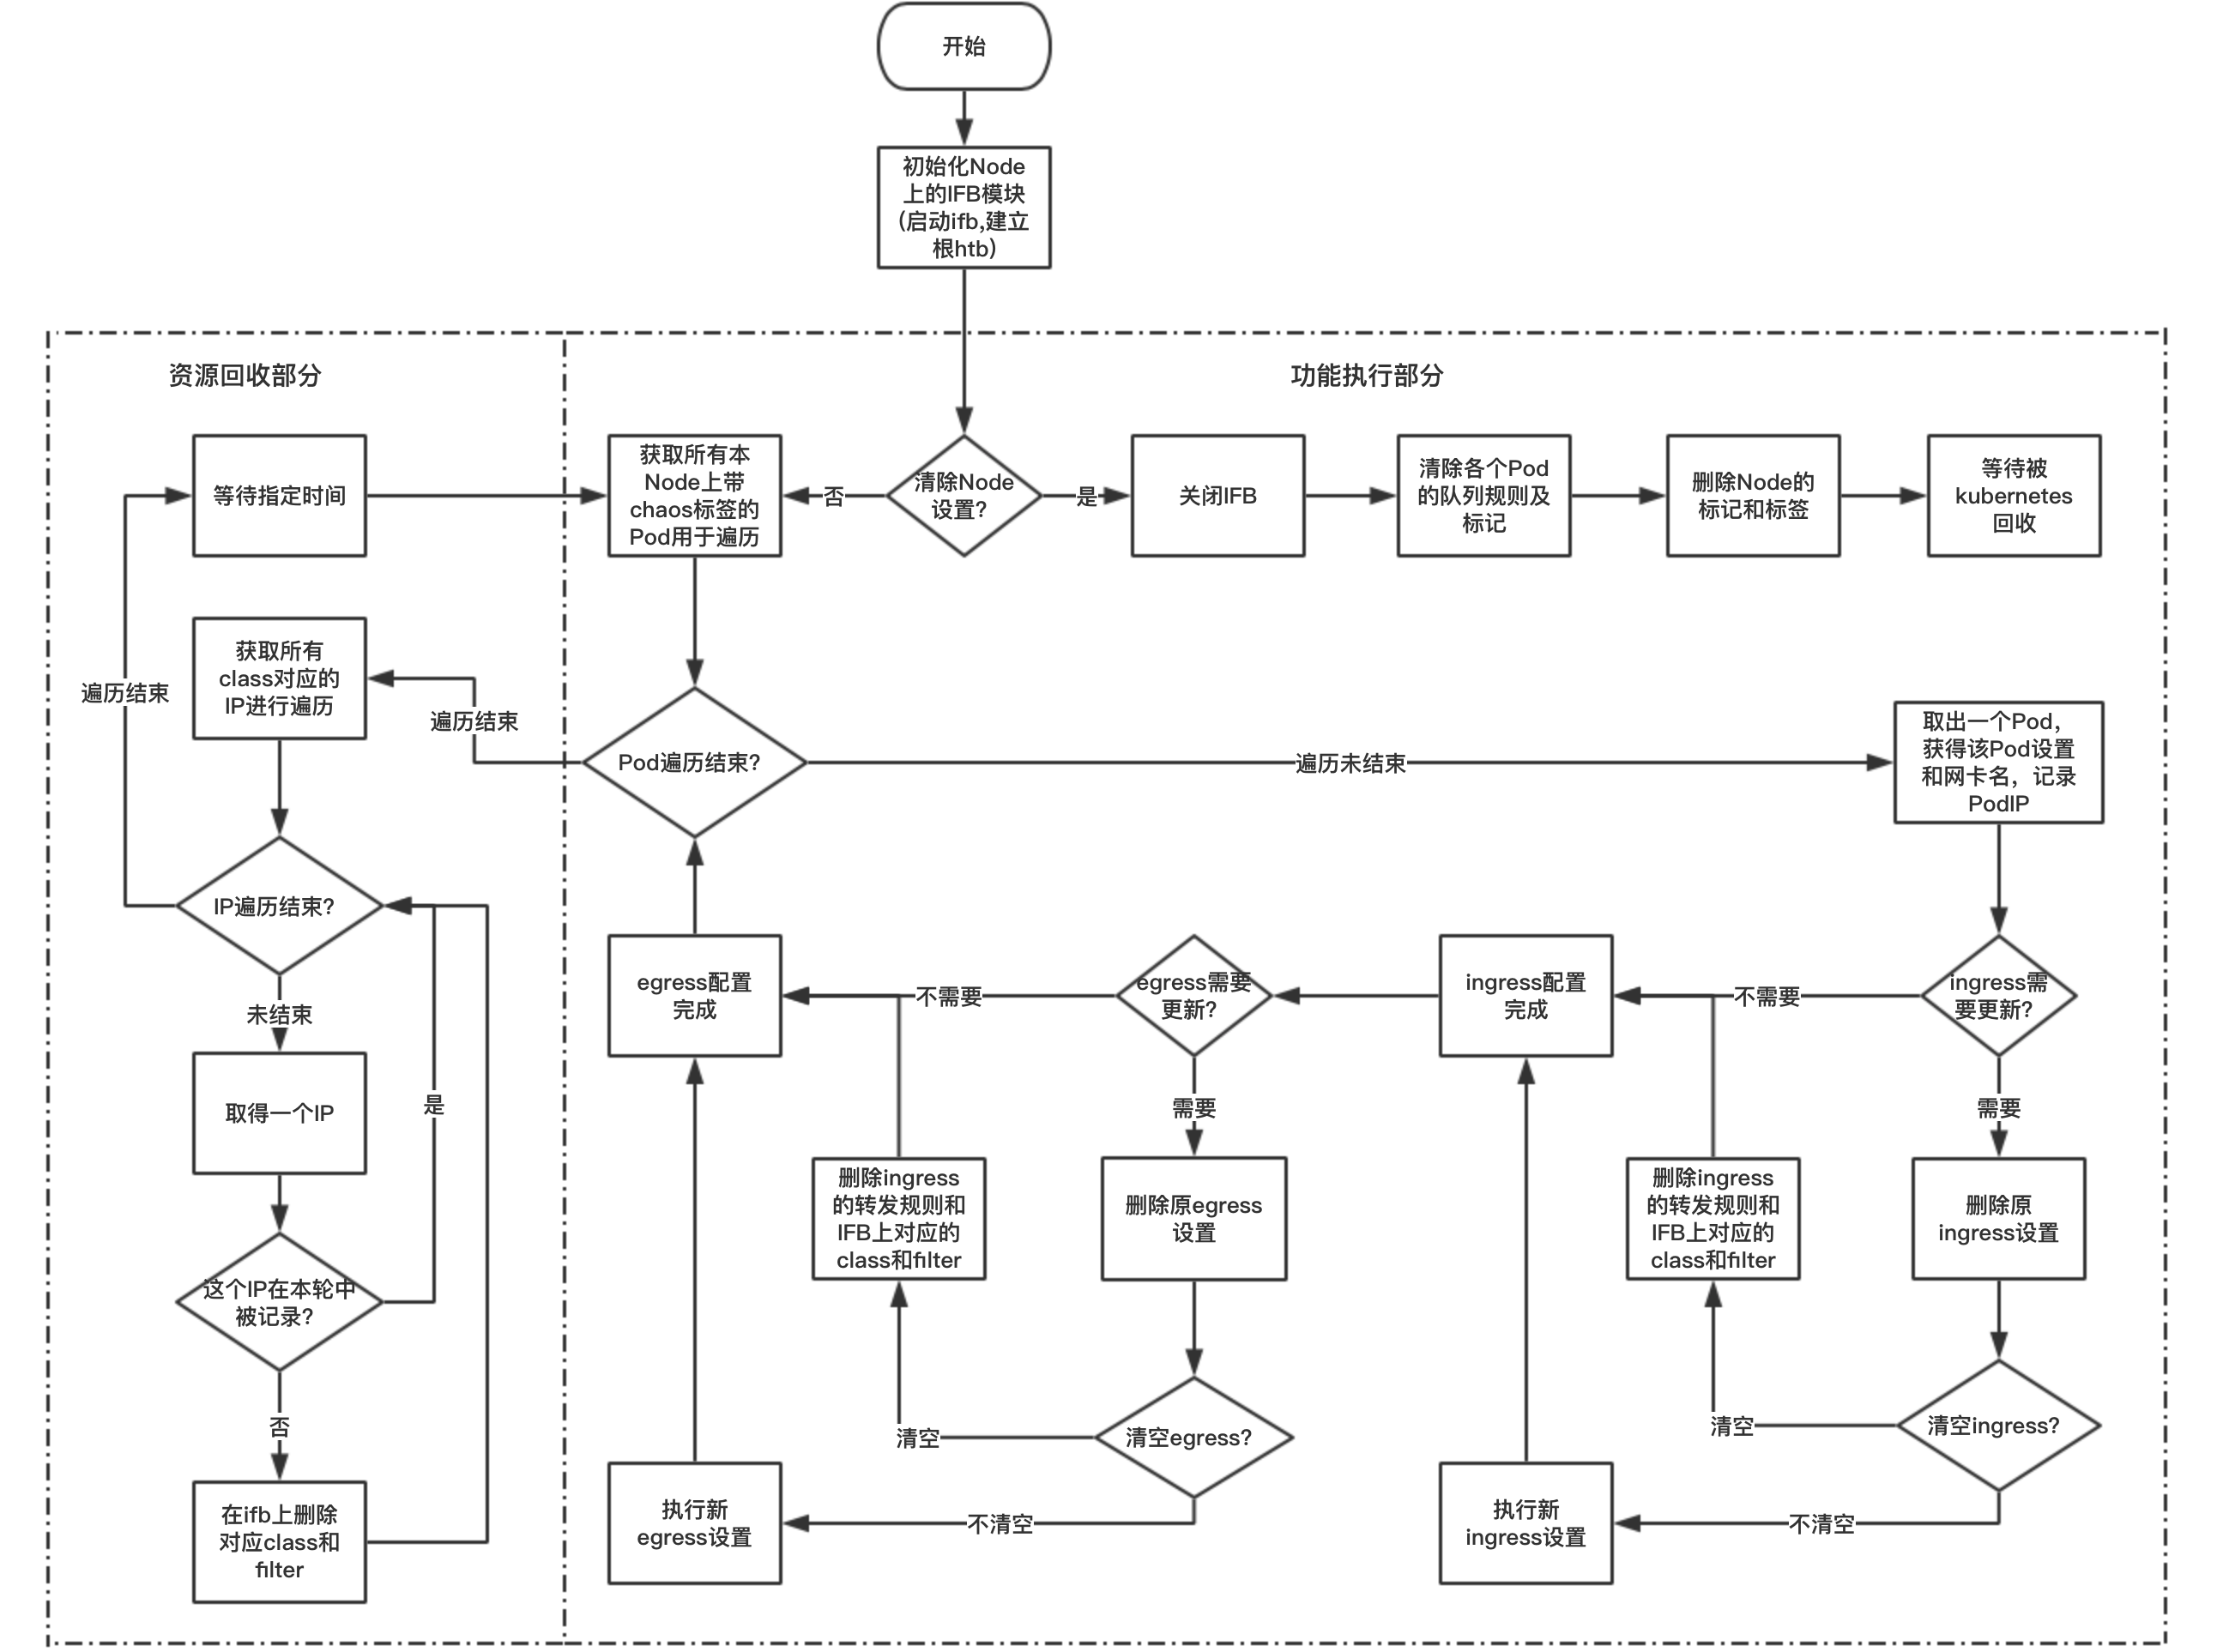 开始
初始化Node
上的IFB模块
(启动ifb,建立
根htb)
资源回收部分
功能执行部分
等待指定时间
获取所有本
Node上带
chaos标签的
Pod用于遍历
否
清除Node
设置?
是
关闭IFB
清除各个Pod
的队列规则及
标记
删除Node的
标记和标签
等待被
kubernetes
回收
获取所有
class对应的
IP进行遍历
遍历结束
遍历结束
Pod遍历结束?
遍历未结束
取出一个Pod，
获得该Pod设置
和网卡名，记录
PodIP
IP遍历结束?
未结束
取得一个IP
是
这个IP在本轮中
被记录?
否
在ifb上删除
对应class和
filter
egress配置
完成
不需要
egress需要
更新?
ingress配置
完成
不需要
ingress需
要更新?
需要
需要
删除ingress
的转发规则和
IFB上对应的
class和filter
删除原egress
设置
删除ingress
的转发规则和
IFB上对应的
class和filter
删除原
ingress设置
清空
清空egress?
清空
清空ingress?
执行新
egress设置
不清空
执行新
ingress设置
不清空